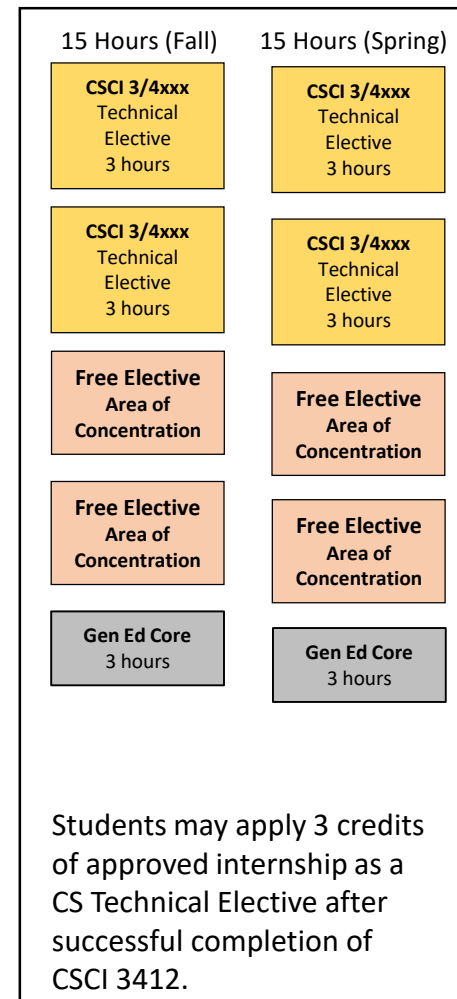 15 Hours (Fall)
CSCI 3/4xxx
Technical
Elective
3 hours
CSCI 3/4xxx
Technical
Elective
3 hours
Free Elective
Area of
Concentration
Free Elective
Area of
Concentration
Gen Ed Core
3 hours
15 Hours (Spring)
CSCI 3/4xxx
Technical
Elective
3 hours
CSCI 3/4xxx
Technical
Elective
3 hours
Free Elective
Area of
Concentration
Free Elective
Area of
Concentration
Gen Ed Core
3 hours
Students may apply 3 credits
of approved internship as a
CS Technical Elective after
successful completion of
CSCI 3412.